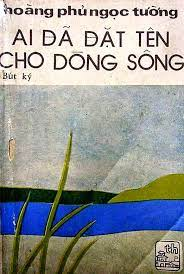 hoàng phủ ngọc tường
AI ĐÃ ĐẶT TÊN
CHO DÒNG SÔNG
Bút ký